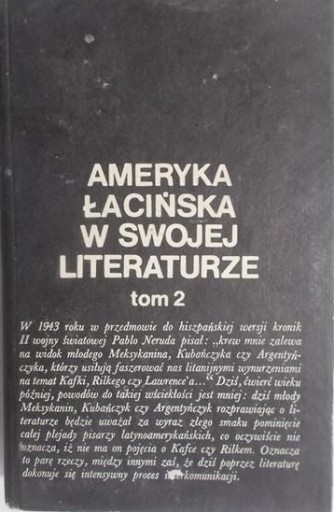 AMERYKA
ŁACIŃSKA
W SWOJEJ
LITERATURZE
tom 2
W 1943 roku w przedmowie do hiszpańskiej wersji kronik
II wojny światowej Pablo Neruda pisał: „krew mnie zalewa
na widok młodego Meksykanina, Kubańczyka czy Argentyń-
czyka, którzy usiłują faszerować nas litanijnymi wynurzeniami
na temat Kafki, Rilkego czy Lawrence'a..." Dziś, ćwierć wieku
później, powodów do takiej wściekłości jest mniej: dziś młody
Meksykanin, Kubańczyk czy Argentyńczyk rozprawiając o li-
teraturze będzie uważał za wyraz złego smaku pominięcie
całej plejady pisarzy latynoamerykańskich, co oczywiście nie
oznacza, iż nie ma on pojęcia o Kafce czy Rilkem. Oznacza
to parę rzeczy, między innymi zaś, że dziś poprzez literaturę
dokonuje się intensywny proces interkomunikacji.